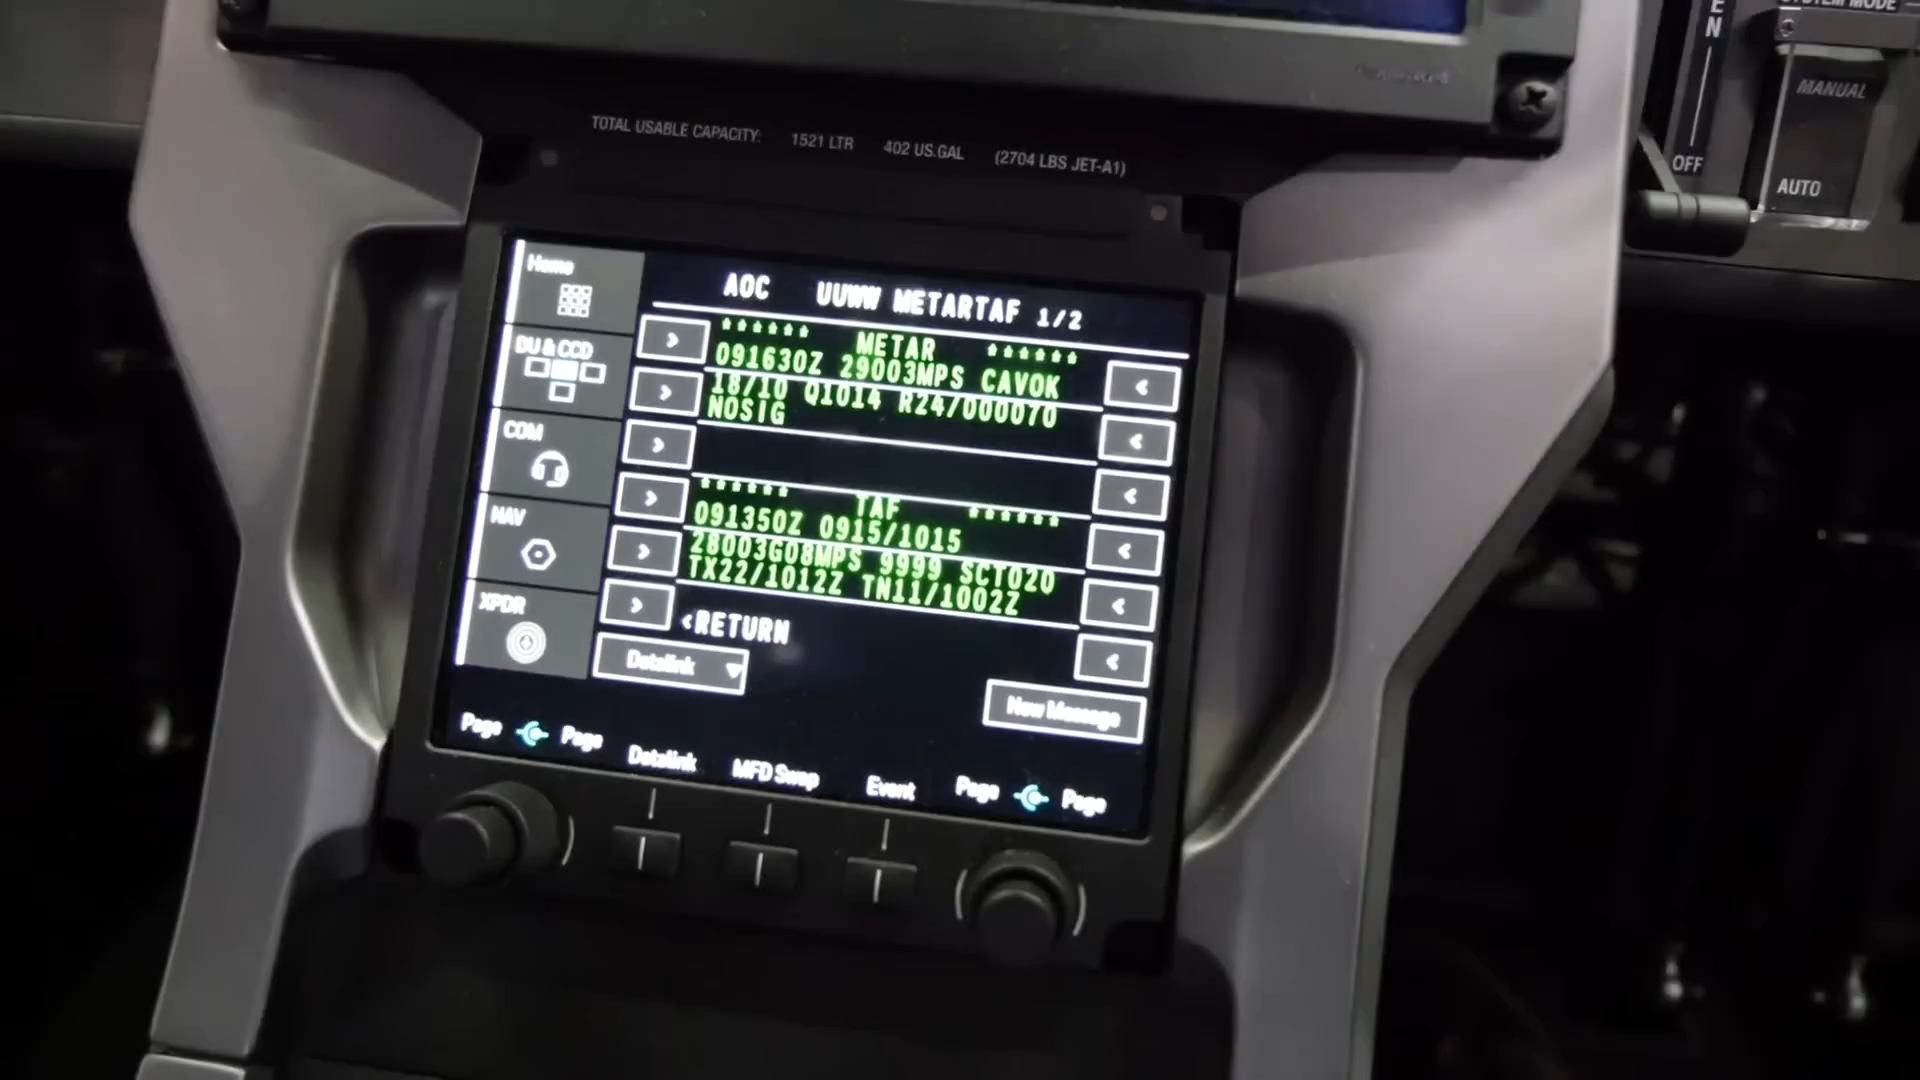 SYSTEM MODE
EN
MANUAL
OFF
AUTO
TOTAL USABLE CAPACITY: 1521 LTR 402 US.GAL (2704 LBS JET-A1)
Home
DU & CCD
COM
NAV
XPDR
AOC UUWW METARTAF 1/2
****** METAR ******
091630Z 29003MPS CAVOK
18/10 Q1014 R24/000070
NOSIG
****** TAF ******
091350Z 0915/1015
28003G08MPS 9999 SCT020
TX22/1012Z TN11/1002Z
<RETURN
Datalink
New Message
Page Page Datalink MFD Swap Event Page Page